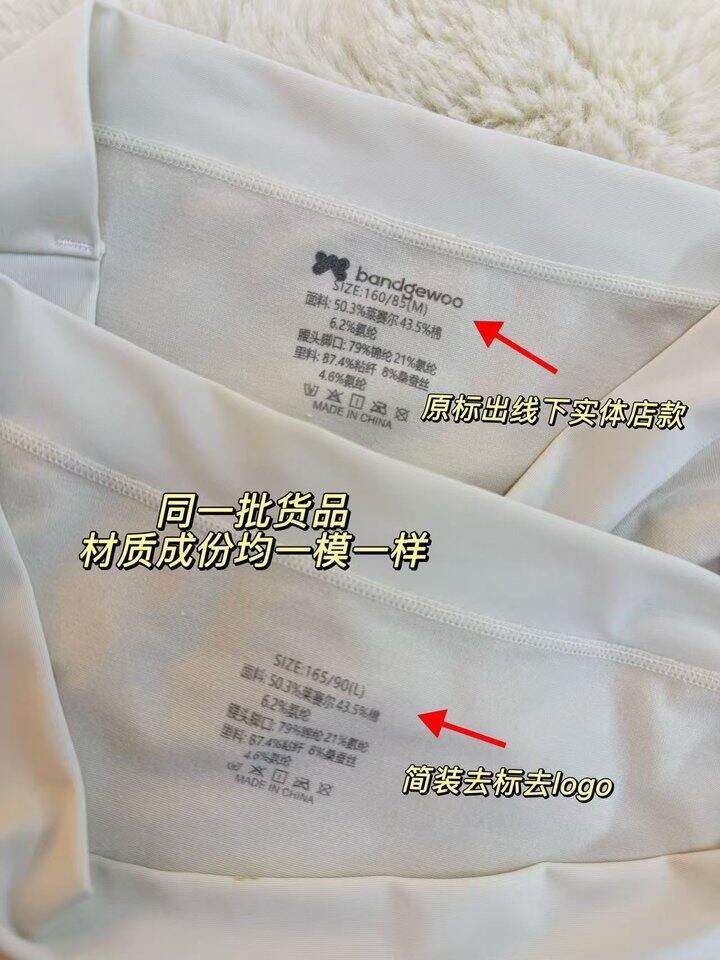 bandgewoo
SIZE:160/85(M)
面料: 50.3%莱赛尔 43.5%棉
6.2%氨纶
腰头脚口: 79%锦纶 21%氨纶
里料: 87.4%粘纤 8%桑蚕丝
4.6%氨纶
MADE IN CHINA
原标出线下实体店款
同一批货品
材质成份均一模一样
SIZE:165/90(L)
面料: 50.3%莱赛尔 43.5%棉
6.2%氨纶
腰头脚口: 79%锦纶 21%氨纶
里料: 87.4%粘纤 8%桑蚕丝
4.6%氨纶
MADE IN CHINA
简装去标去logo